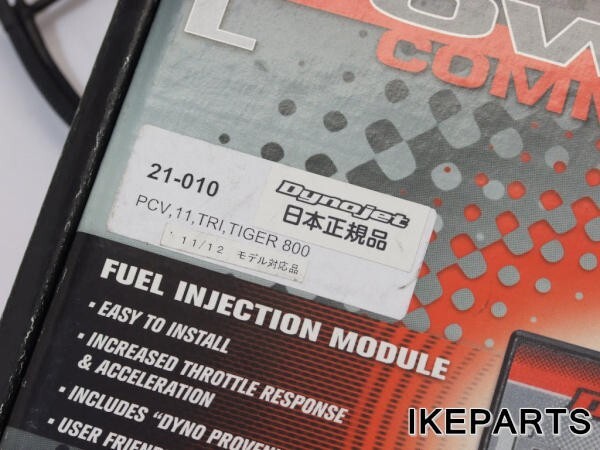 COMM
21-010
Dynojet
日本正規品
PCV,11,TRI,TIGER 800
11/12 モデル対応品
FUEL INJECTION MODULE
• EASY TO INSTALL
• INCREASED THROTTLE RESPONSE
& ACCELERATION
• INCLUDES "DYNO PROVEN
• USER FRIEN
IKEPARTS